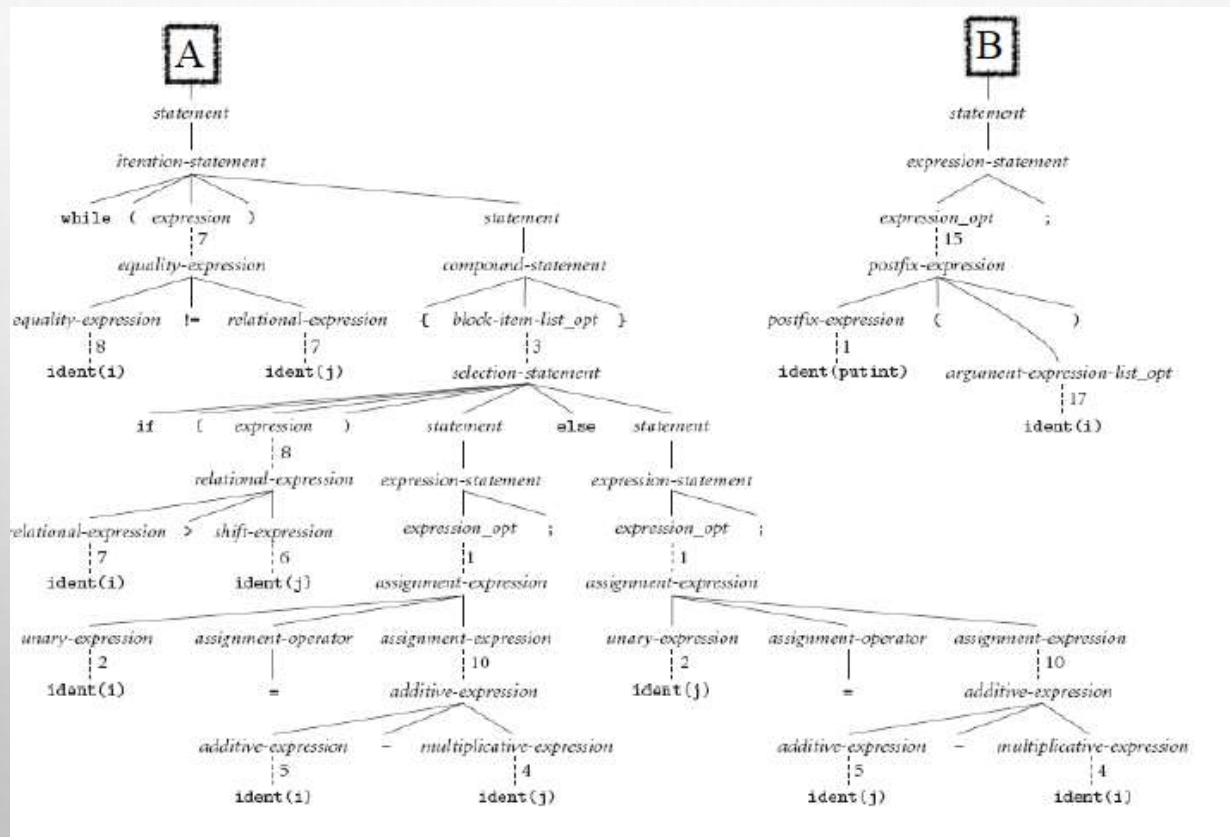 A B
statement statement
iteration-statement expression-statement
while ( expression ) statement expression_opt ;
7 15
equality-expression compound-statement postfix-expression
equality-expression != relational-expression { block-item-list_opt } postfix-expression ( )
8 7 3 1
ident(i) ident(j) selection-statement ident(putint) argument-expression-list_opt
17
if ( expression ) statement else statement ident(i)
8
relational-expression expression-statement expression-statement
relational-expression > shift-expression expression_opt ; expression_opt ;
7 6 1 1
ident(i) ident(j) assignment-expression assignment-expression
unary-expression assignment-operator assignment-expression unary-expression assignment-operator assignment-expression
2 10 2 10
ident(i) = additive-expression ident(j) = additive-expression
additive-expression − multiplicative-expression additive-expression − multiplicative-expression
5 4 5 4
ident(i) ident(j) ident(j) ident(i)